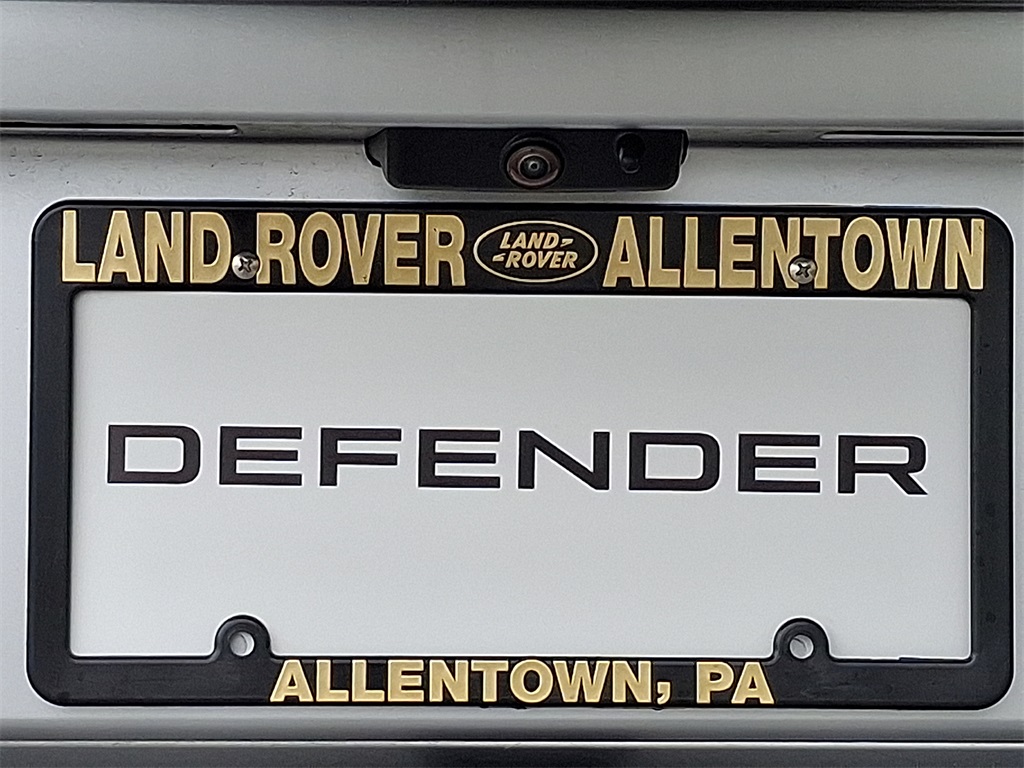 LAND ROVER LAND ROVER ALLENTOWN
DEFENDER
ALLENTOWN, PA